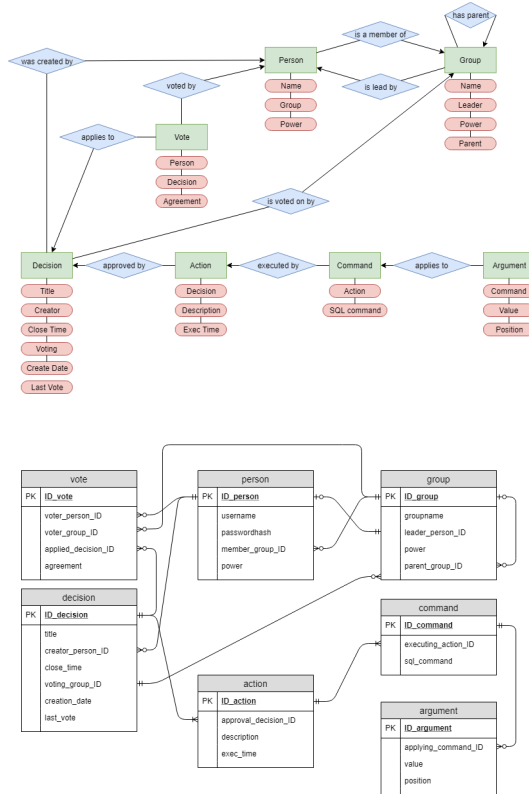 has parent
was created by
Person
is a member of
Group
voted by
Name
is lead by
Name
Group
Leader
Power
Power
Parent
applies to
Vote
Person
Decision
Agreement
is voted on by
Decision
approved by
Action
executed by
Command
applies to
Argument
Title
Decision
Action
Command
Creator
Description
SQL command
Value
Close Time
Exec Time
Position
Voting
Create Date
Last Vote
vote
PK ID_vote
voter_person_ID
voter_group_ID
applied_decision_ID
agreement
person
PK ID_person
username
passwordhash
member_group_ID
power
group
PK ID_group
groupname
leader_person_ID
power
parent_group_ID
decision
PK ID_decision
title
creator_person_ID
close_time
voting_group_ID
creation_date
last_vote
action
PK ID_action
approval_decision_ID
description
exec_time
command
PK ID_command
executing_action_ID
sql_command
argument
PK ID_argument
applying_command_ID
value
position